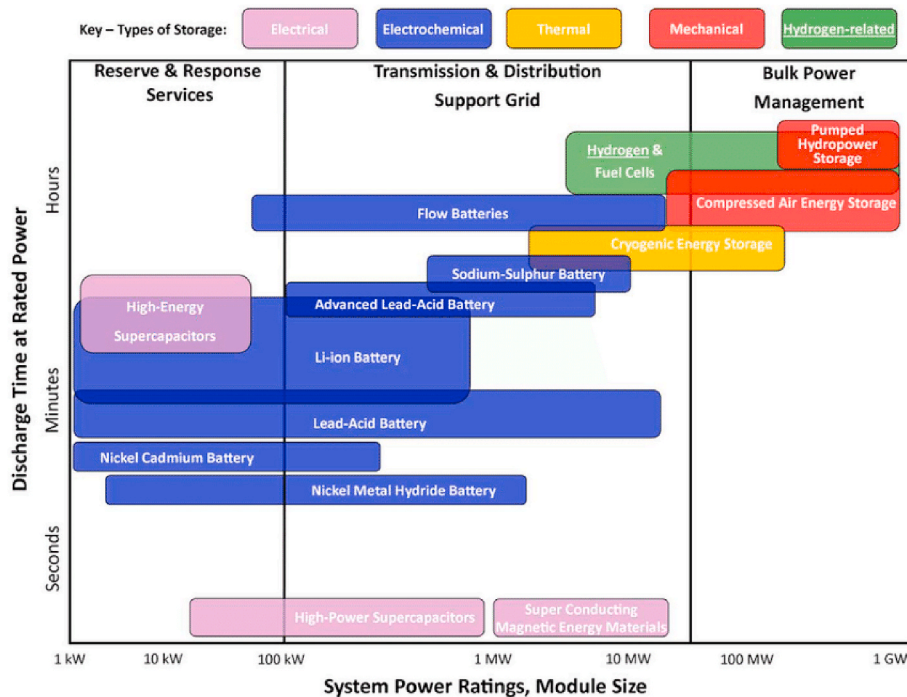 Key – Types of Storage: Electrical Electrochemical Thermal Mechanical Hydrogen-related
Reserve & Response
Services
Transmission & Distribution
Support Grid
Bulk Power
Management
Pumped
Hydropower
Storage
Hydrogen &
Fuel Cells
Compressed Air Energy Storage
Flow Batteries
Cryogenic Energy Storage
Sodium-Sulphur Battery
Advanced Lead-Acid Battery
High-Energy
Supercapacitors
Li-ion Battery
Lead-Acid Battery
Nickel Cadmium Battery
Nickel Metal Hydride Battery
High-Power Supercapacitors
Super Conducting
Magnetic Energy Materials
Discharge Time at Rated Power
Hours
Minutes
Seconds
1 kW 10 kW 100 kW 1 MW 10 MW 100 MW 1 GW
System Power Ratings, Module Size